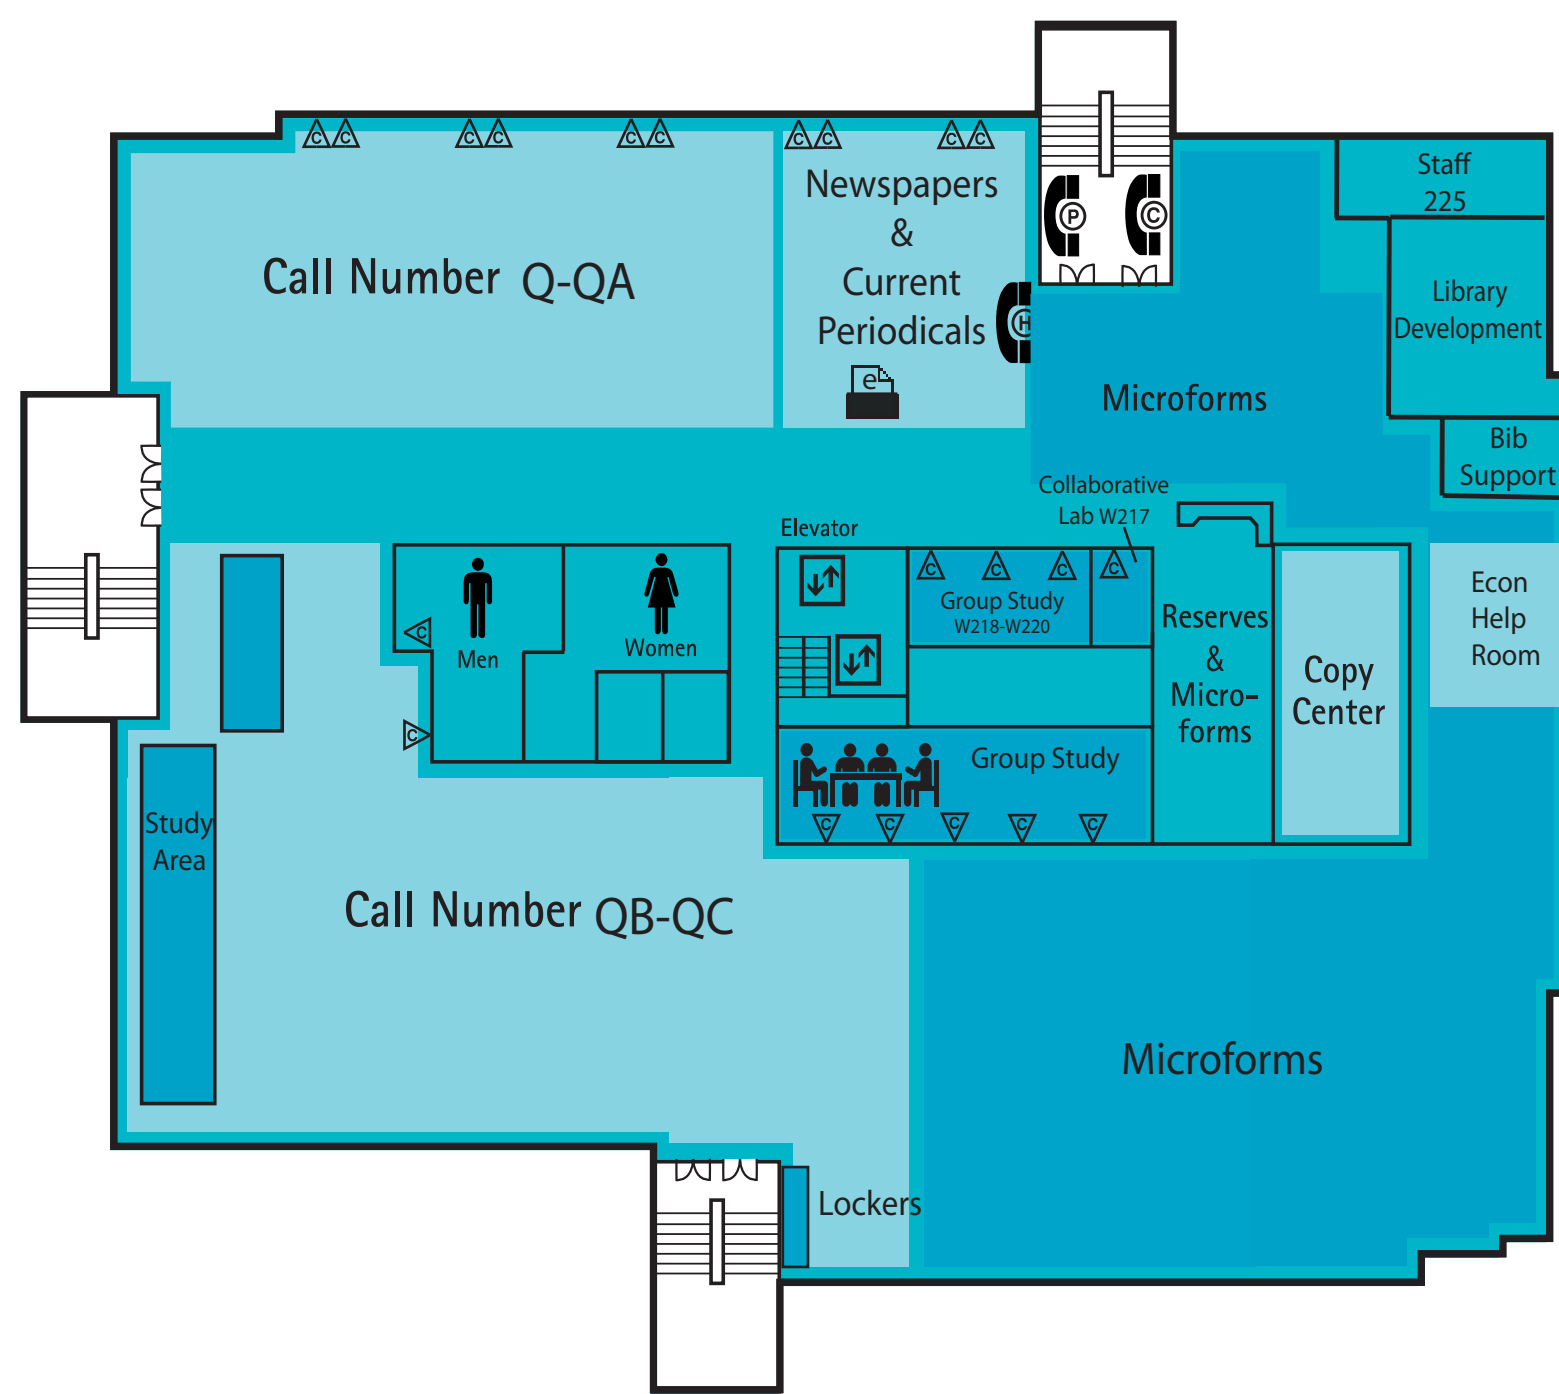 C C C C C C C C C C
Staff
225
Newspapers
&
Current
Periodicals
P C
Call Number Q-QA
H
e
Library
Development
Microforms
Bib
Support
Collaborative
Lab W217
Elevator
C C C C
Group Study
W218-W220
Men
Women
C
C
Reserves
&
Micro-
forms
Copy
Center
Econ
Help
Room
Group Study
C C C C C
Study
Area
Call Number QB-QC
Microforms
Lockers